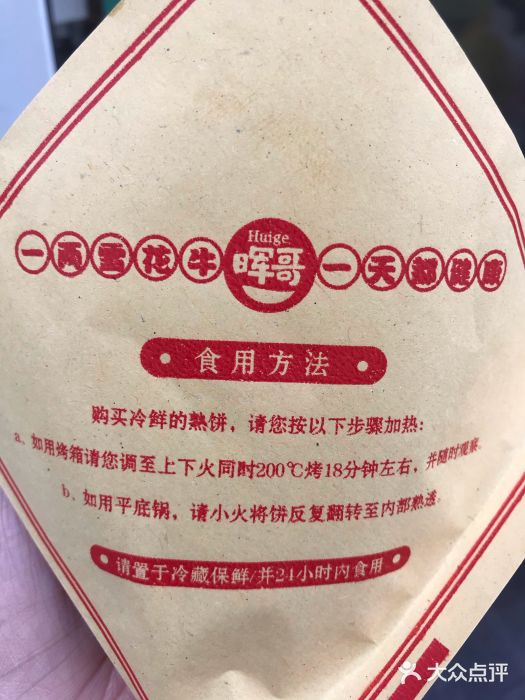 Huige
一两雪花牛 晖哥 一天都健康
食用方法
购买冷鲜的熟饼，请您按以下步骤加热：
a、如用烤箱请您调至上下火同时200℃烤18分钟左右，并随时观察。
b、如用平底锅，请小火将饼反复翻转至内部熟透。
请置于冷藏保鲜/并24小时内食用
大众点评